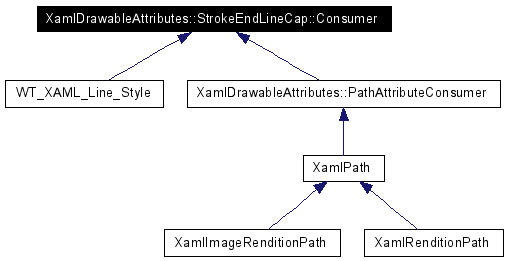 XamlDrawableAttributes::StrokeEndLineCap::Consumer
WT_XAML_Line_Style
XamlDrawableAttributes::PathAttributeConsumer
XamlPath
XamlImageRenditionPath
XamlRenditionPath